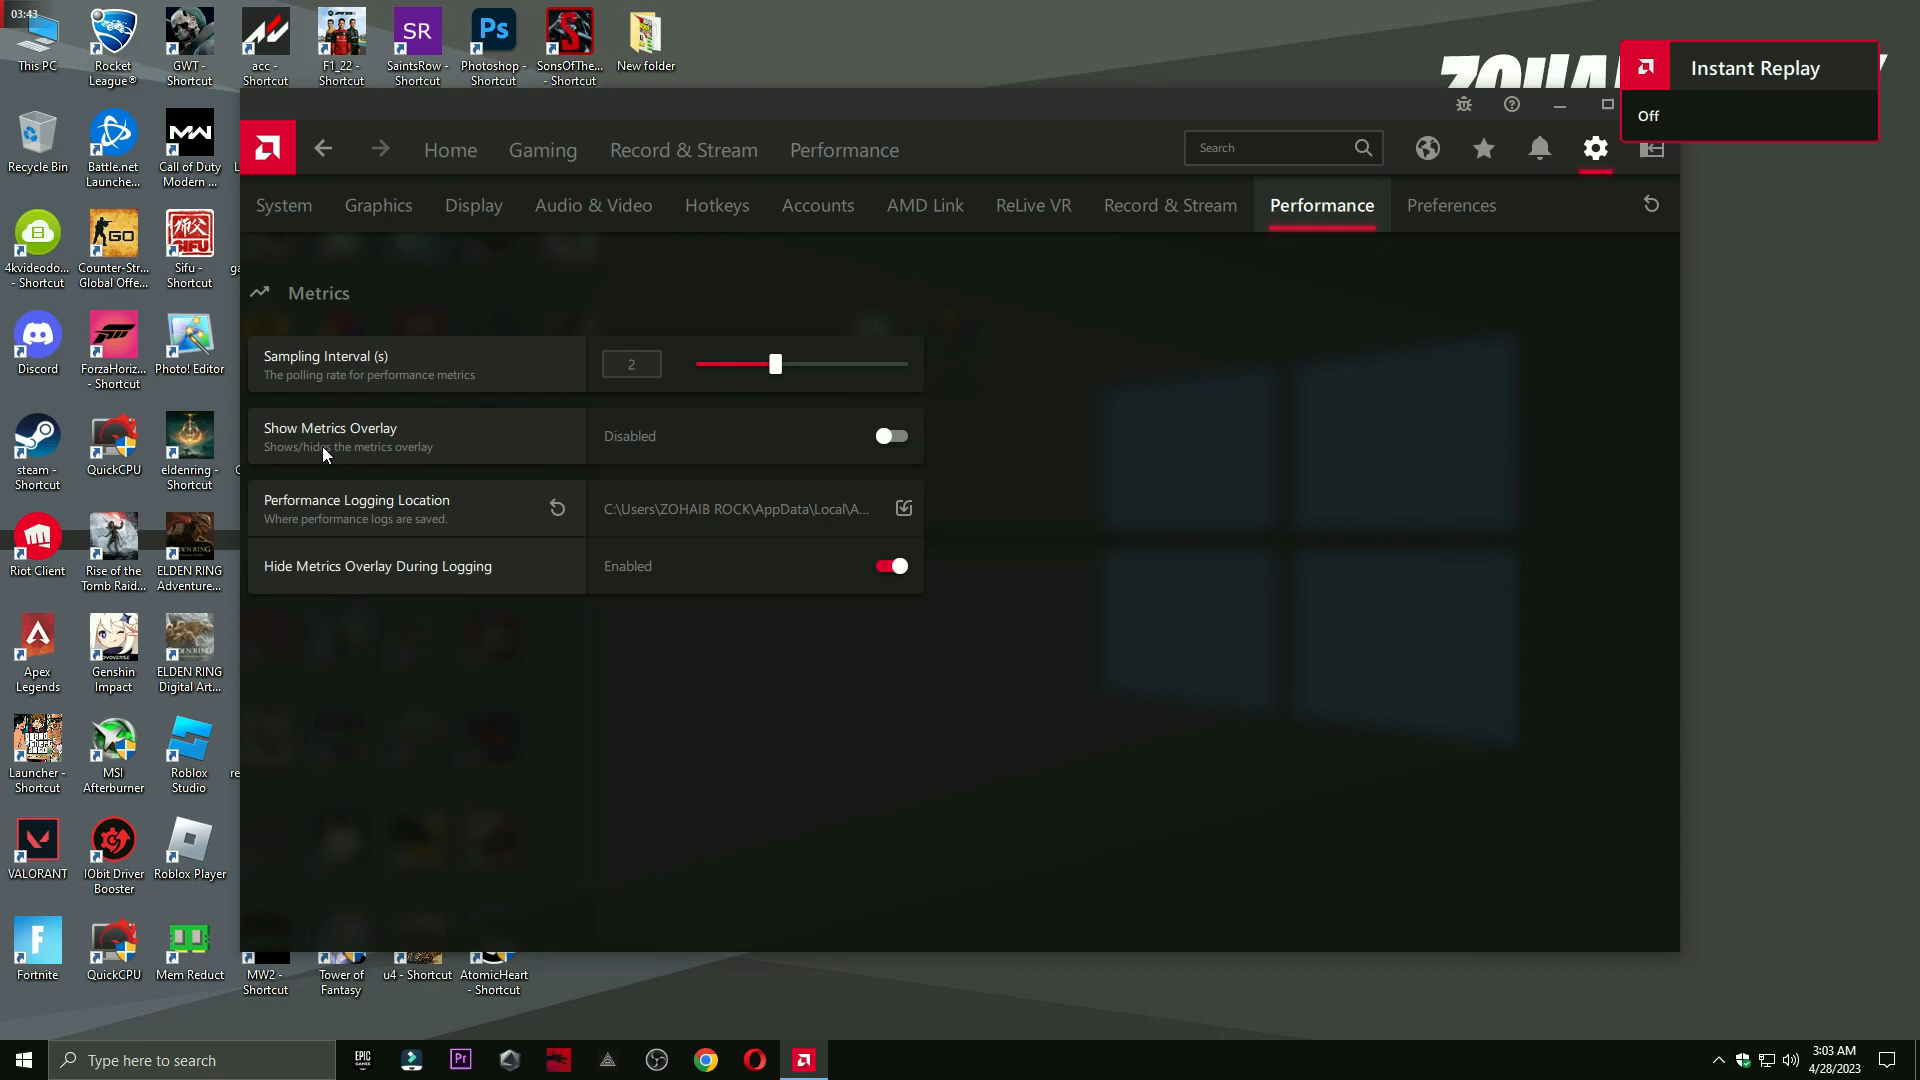 03:43
This PC
Rocket
League®
GWT -
Shortcut
acc -
Shortcut
F1_22 -
Shortcut
SR
SaintsRow -
Shortcut
Ps
Photoshop -
Shortcut
SonsOfThe...
- Shortcut
New folder
Instant Replay
Off
Recycle Bin
Battle.net
Launche...
MW
Call of Duty
Modern ...
Home
Gaming
Record & Stream
Performance
Search
System
Graphics
Display
Audio & Video
Hotkeys
Accounts
AMD Link
ReLive VR
Record & Stream
Performance
Preferences
4kvideodo...
- Shortcut
GO
Counter-Str...
Global Offe...
师父
SIFU
Sifu -
Shortcut
Metrics
Sampling Interval (s)
The polling rate for performance metrics
2
Show Metrics Overlay
Shows/hides the metrics overlay
Disabled
Performance Logging Location
Where performance logs are saved.
C:\Users\ZOHAIB ROCK\AppData\Local\A...
Hide Metrics Overlay During Logging
Enabled
Discord
ForzaHoriz...
- Shortcut
Photo! Editor
steam -
Shortcut
QuickCPU
eldenring -
Shortcut
Riot Client
Rise of the
Tomb Raid...
ELDEN RING
Adventure...
Apex
Legends
Genshin
Impact
ELDEN RING
Digital Art...
Launcher -
Shortcut
MSI
Afterburner
Roblox
Studio
VALORANT
IObit Driver
Booster
Roblox Player
Fortnite
QuickCPU
Mem Reduct
MW2 -
Shortcut
Tower of
Fantasy
u4 - Shortcut
AtomicHeart
- Shortcut
Type here to search
EPIC
GAMES
Pr
3:03 AM
4/28/2023